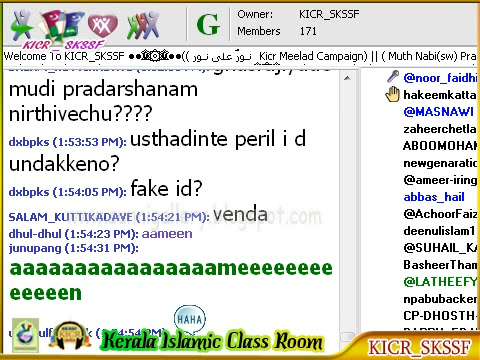 Owner: KICR_SKSSF
G
Members 171
KICR_SKSSF
Welcome To KICR_SKSSF
نور على نور )) Kicr Meelad Campaign) || ( Muth Nabi(sw) Pra
mudi pradarshanam
nirthivechu????
dxbpks (1:53:53 PM): usthadinte peril i d
undakkeno?
dxbpks (1:54:05 PM): fake id?
SALAM_KUTTIKADAVE (1:54:21 PM): venda
dhul-dhul (1:54:23 PM): aameen
junupang (1:54:31 PM):
aaaaaaaaaaaaaaaameeeeeeee
eeeeen
HAHA
@noor_faidhi
hakeemkatta
@MASNAWI
zaheerchetla
ABOOMOHAM
newgenaratio
@ameer-iring
abbas_hail
@AchoorFaiz
deenulislam1
@SUHAIL_KA
BasheerTham
@LATHEEFY
npabubacker
CP-DHOSTH-
Kerala Islamic Class Room
KICR_SKSSF